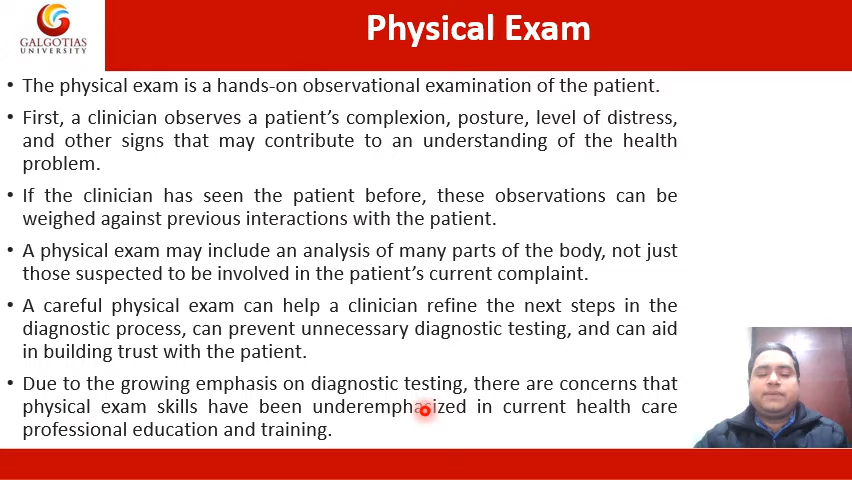 GALGOTIAS
UNIVERSITY
Physical Exam
• The physical exam is a hands-on observational examination of the patient.
• First, a clinician observes a patient's complexion, posture, level of distress,
and other signs that may contribute to an understanding of the health
problem.
• If the clinician has seen the patient before, these observations can be
weighed against previous interactions with the patient.
• A physical exam may include an analysis of many parts of the body, not just
those suspected to be involved in the patient's current complaint.
• A careful physical exam can help a clinician refine the next steps in the
diagnostic process, can prevent unnecessary diagnostic testing, and can aid
in building trust with the patient.
• Due to the growing emphasis on diagnostic testing, there are concerns that
physical exam skills have been underemphasized in current health care
professional education and training.